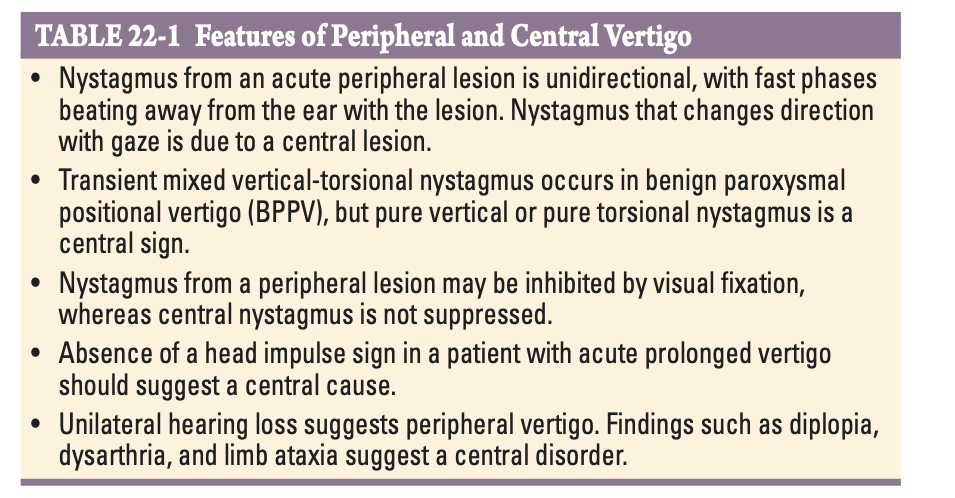 TABLE 22-1 Features of Peripheral and Central Vertigo
• Nystagmus from an acute peripheral lesion is unidirectional, with fast phases
beating away from the ear with the lesion. Nystagmus that changes direction
with gaze is due to a central lesion.
• Transient mixed vertical-torsional nystagmus occurs in benign paroxysmal
positional vertigo (BPPV), but pure vertical or pure torsional nystagmus is a
central sign.
• Nystagmus from a peripheral lesion may be inhibited by visual fixation,
whereas central nystagmus is not suppressed.
• Absence of a head impulse sign in a patient with acute prolonged vertigo
should suggest a central cause.
• Unilateral hearing loss suggests peripheral vertigo. Findings such as diplopia,
dysarthria, and limb ataxia suggest a central disorder.